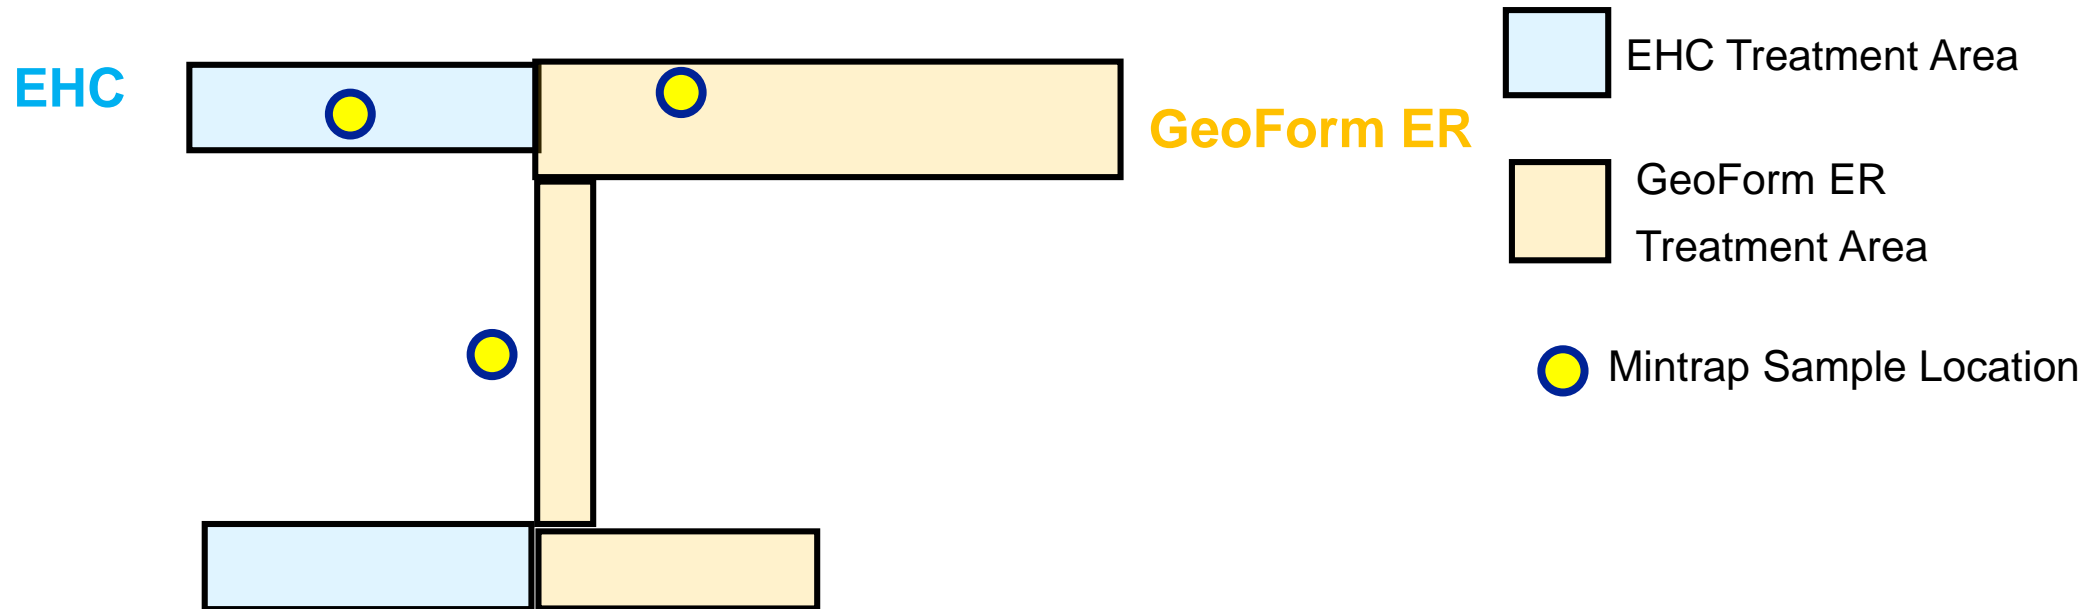 EHC
GeoForm ER
EHC Treatment Area
GeoForm ER
Treatment Area
Mintrap Sample Location